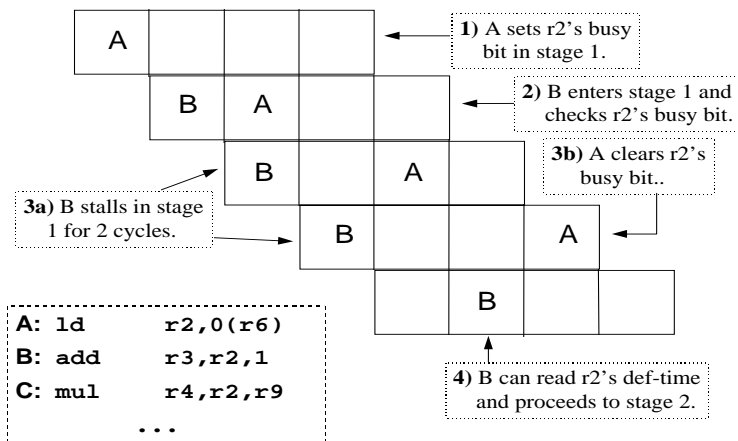 A
1) A sets r2's busy
bit in stage 1.
B A
2) B enters stage 1 and
checks r2's busy bit.
B A
3b) A clears r2's
busy bit..
3a) B stalls in stage
1 for 2 cycles.
B A
B
A: ld r2,0(r6)
B: add r3,r2,1
C: mul r4,r2,r9
...
4) B can read r2's def-time
and proceeds to stage 2.